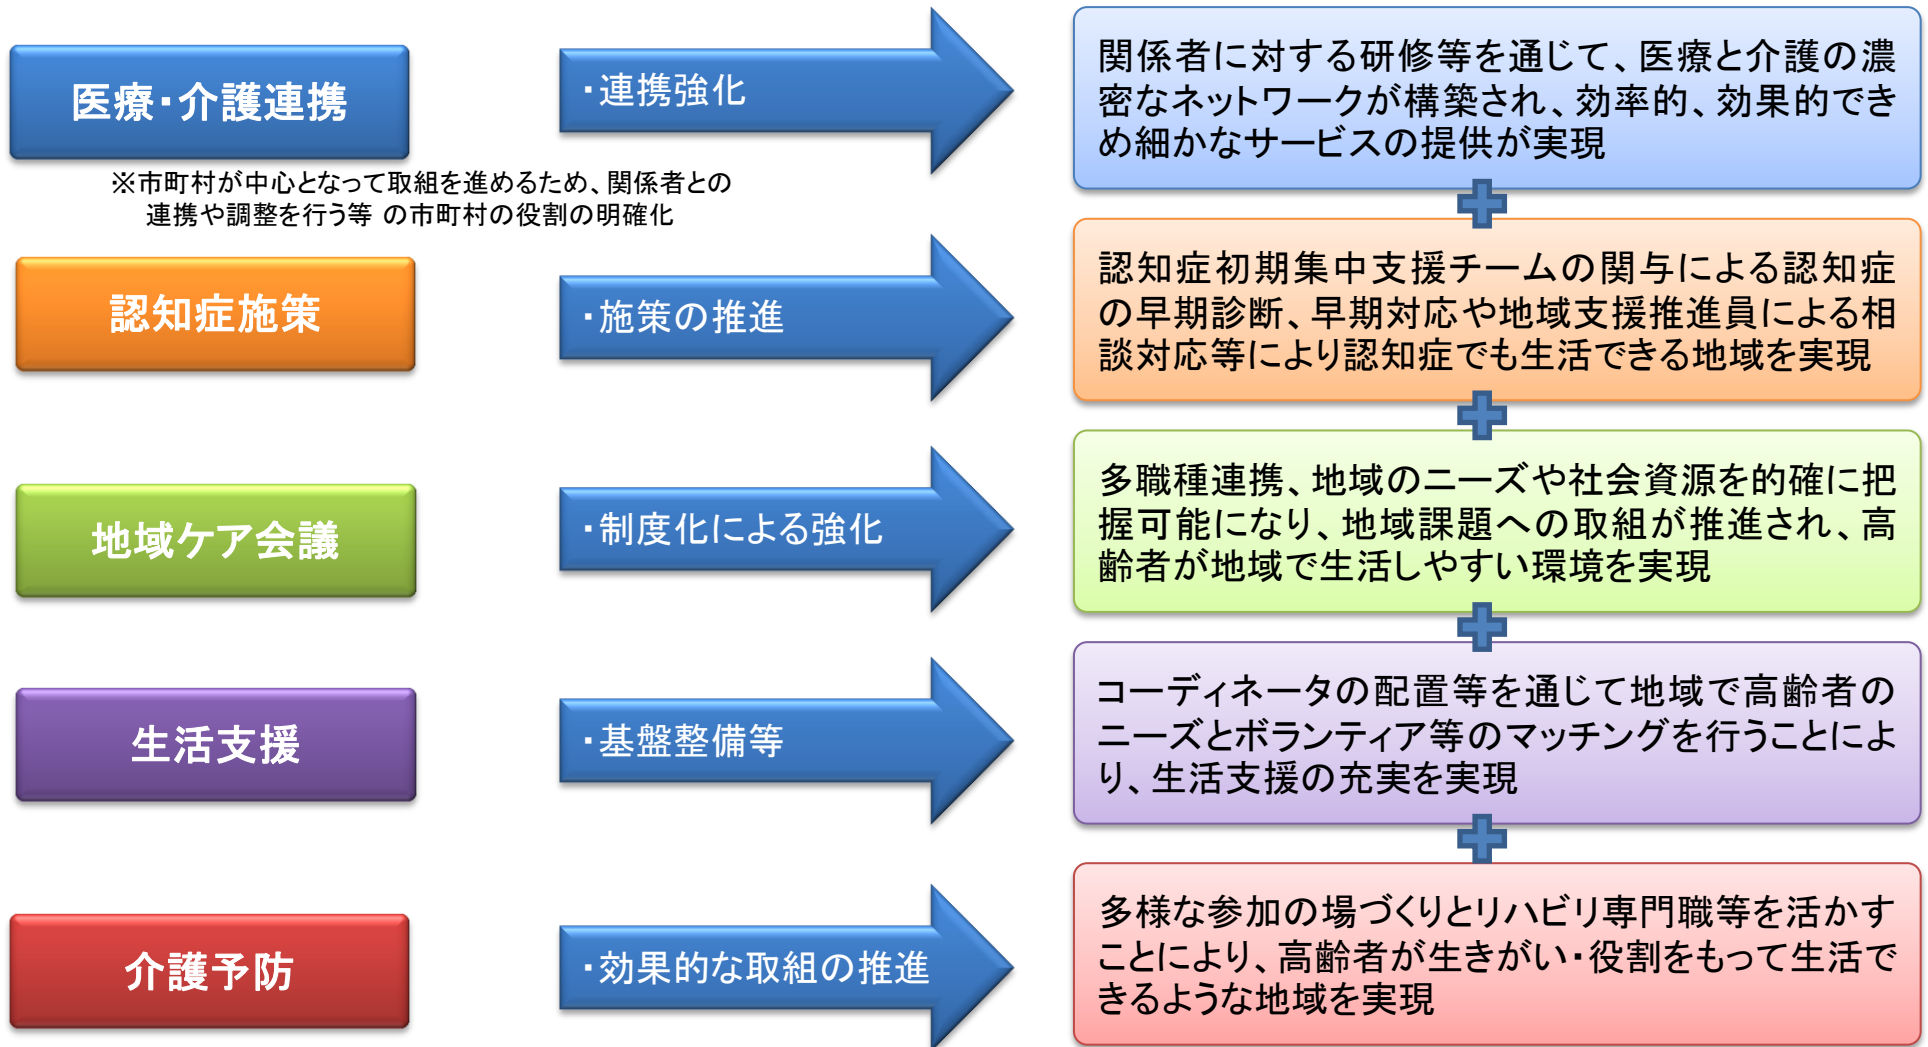 医療・介護連携
・連携強化
関係者に対する研修等を通じて、医療と介護の濃
密なネットワークが構築され、効率的、効果的でき
め細かなサービスの提供が実現
※市町村が中心となって取組を進めるため、関係者との
連携や調整を行う等 の市町村の役割の明確化
認知症施策
・施策の推進
認知症初期集中支援チームの関与による認知症
の早期診断、早期対応や地域支援推進員による相
談対応等により認知症でも生活できる地域を実現
地域ケア会議
・制度化による強化
多職種連携、地域のニーズや社会資源を的確に把
握可能になり、地域課題への取組が推進され、高
齢者が地域で生活しやすい環境を実現
生活支援
・基盤整備等
コーディネータの配置等を通じて地域で高齢者の
ニーズとボランティア等のマッチングを行うことによ
り、生活支援の充実を実現
介護予防
・効果的な取組の推進
多様な参加の場づくりとリハビリ専門職等を活かす
ことにより、高齢者が生きがい・役割をもって生活で
きるような地域を実現